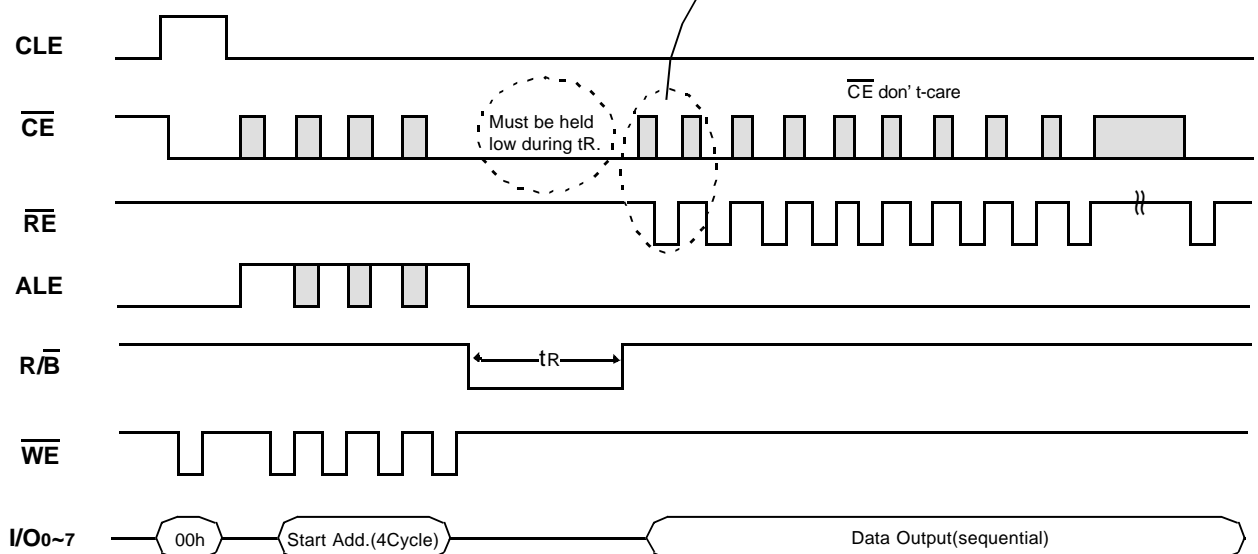 CLE
CE don' t-care
CE
Must be held
low during tR.
RE
ALE
R/B
tR
WE
I/O0~7
00h
Start Add.(4Cycle)
Data Output(sequential)